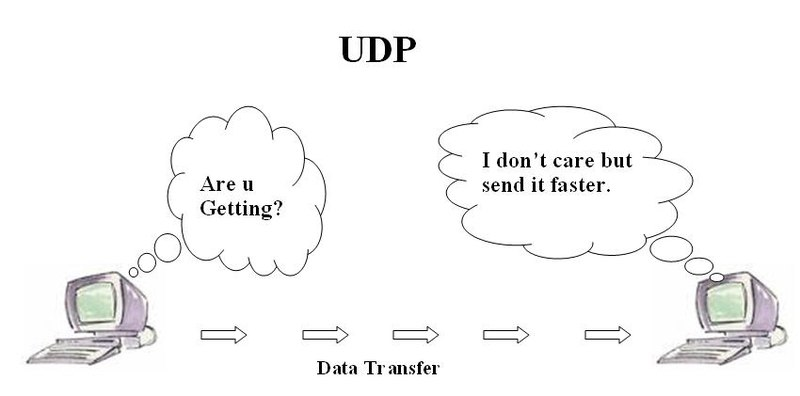 UDP
Are u
Getting?
I don't care but
send it faster.
Data Transfer